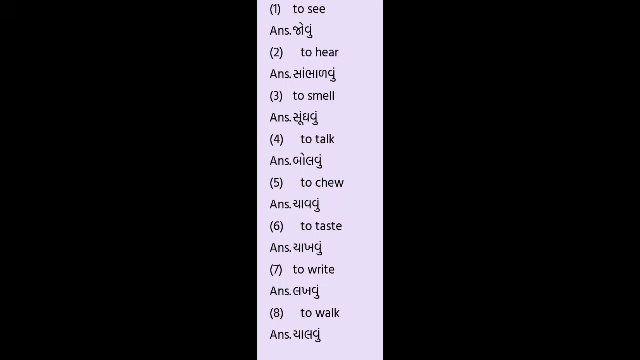 (1) to see
Ans.જોવું
(2) to hear
Ans.સાંભાળવું
(3) to smell
Ans.સૂંઘવું
(4) to talk
Ans.બોલવું
(5) to chew
Ans.ચાવવું
(6) to taste
Ans.ચાખવું
(7) to write
Ans.લખવું
(8) to walk
Ans.ચાલવું